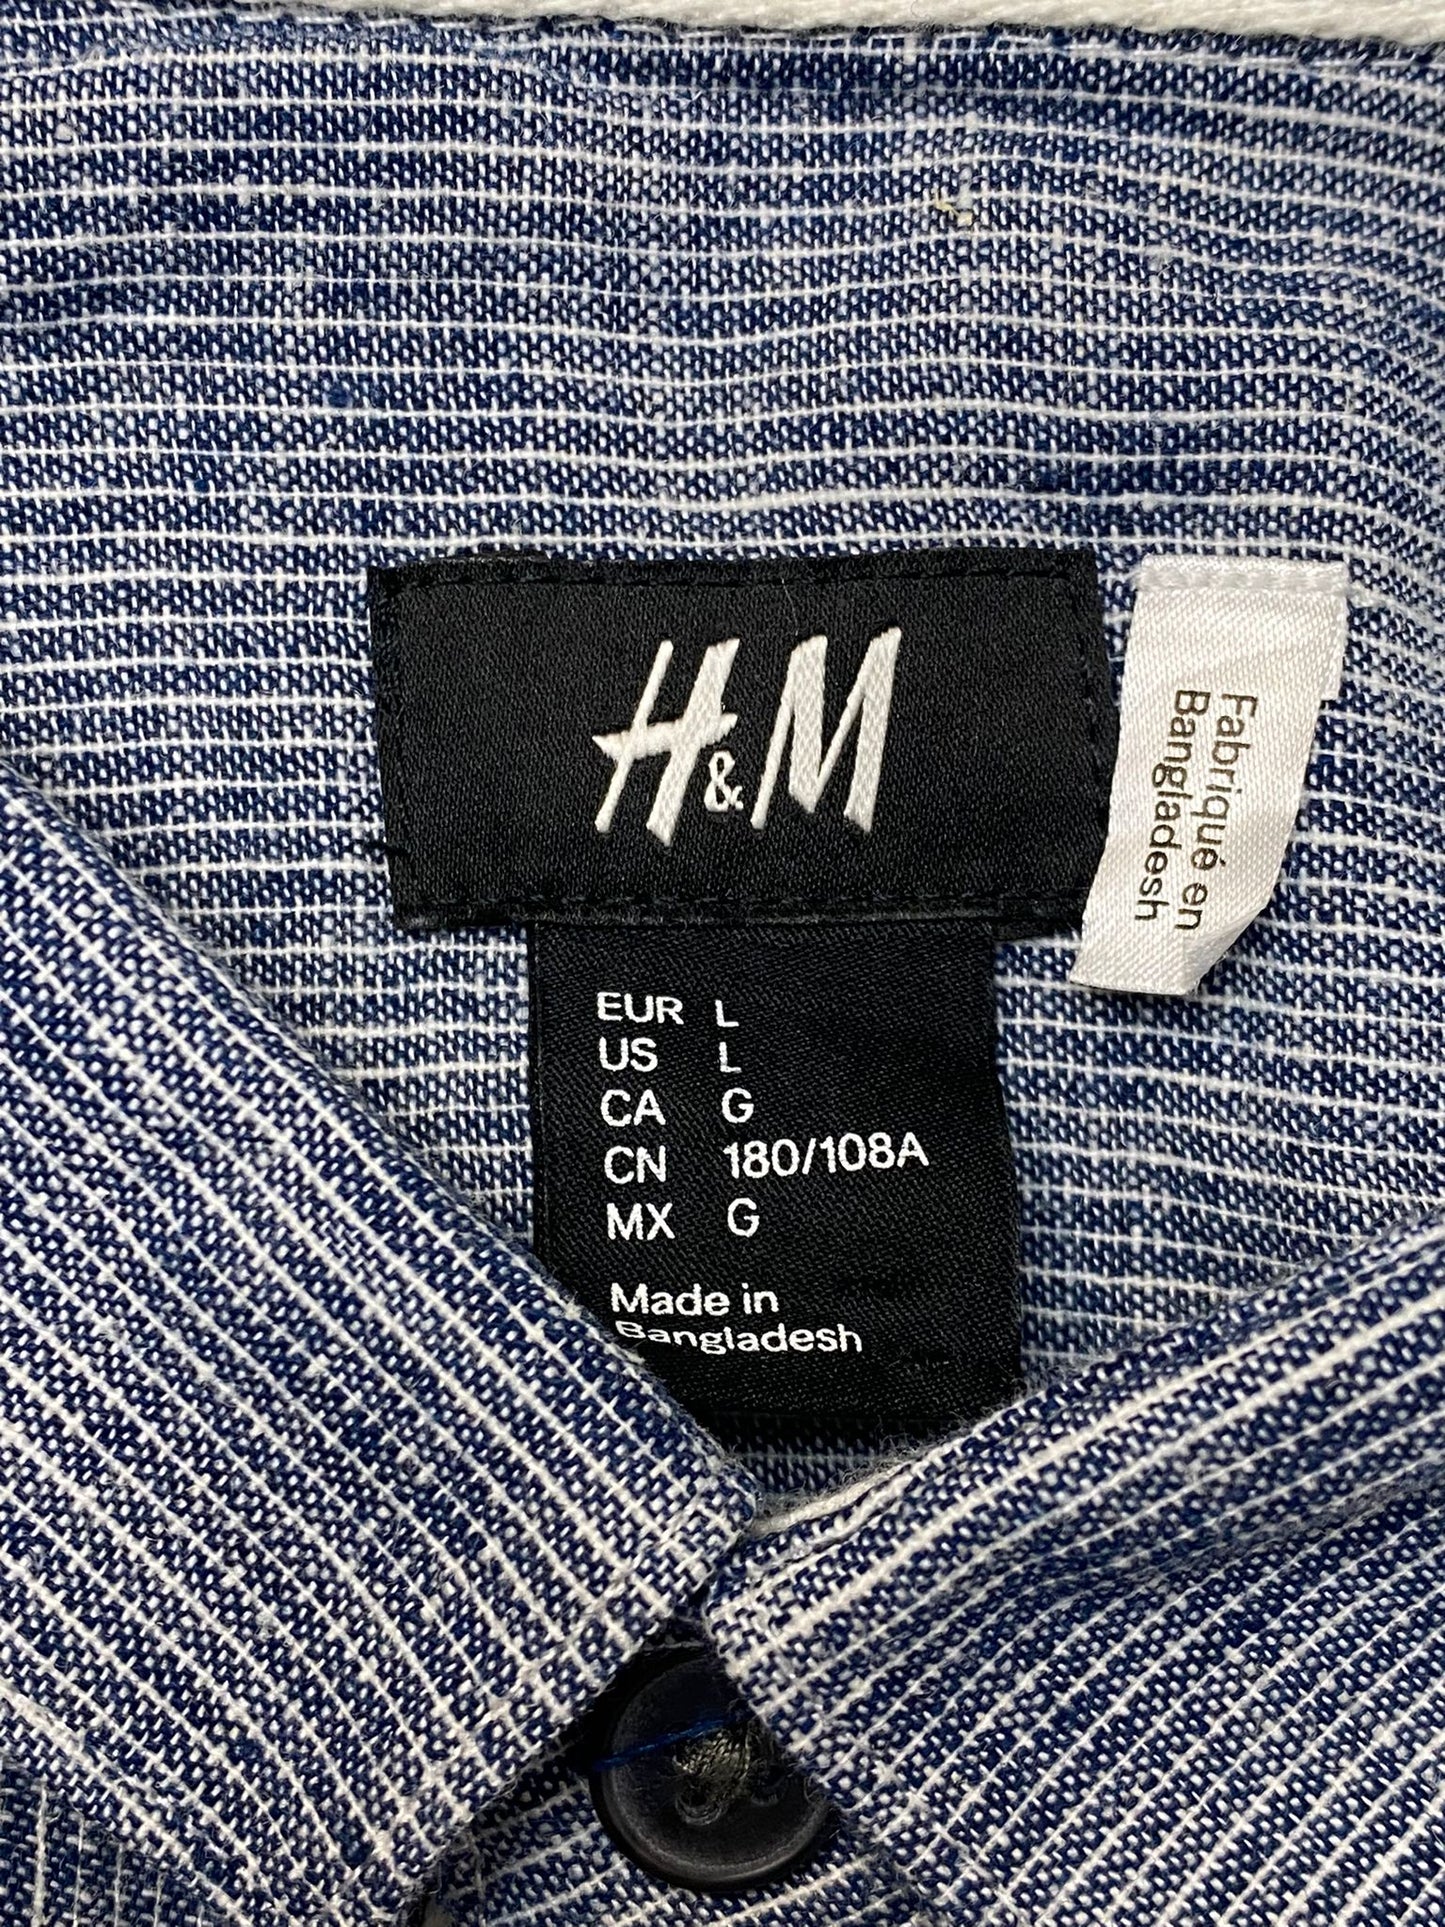 H&M
Fabriqué en
Bangladesh
EUR L
US L
CA G
CN 180/108A
MX G
Made in
Bangladesh